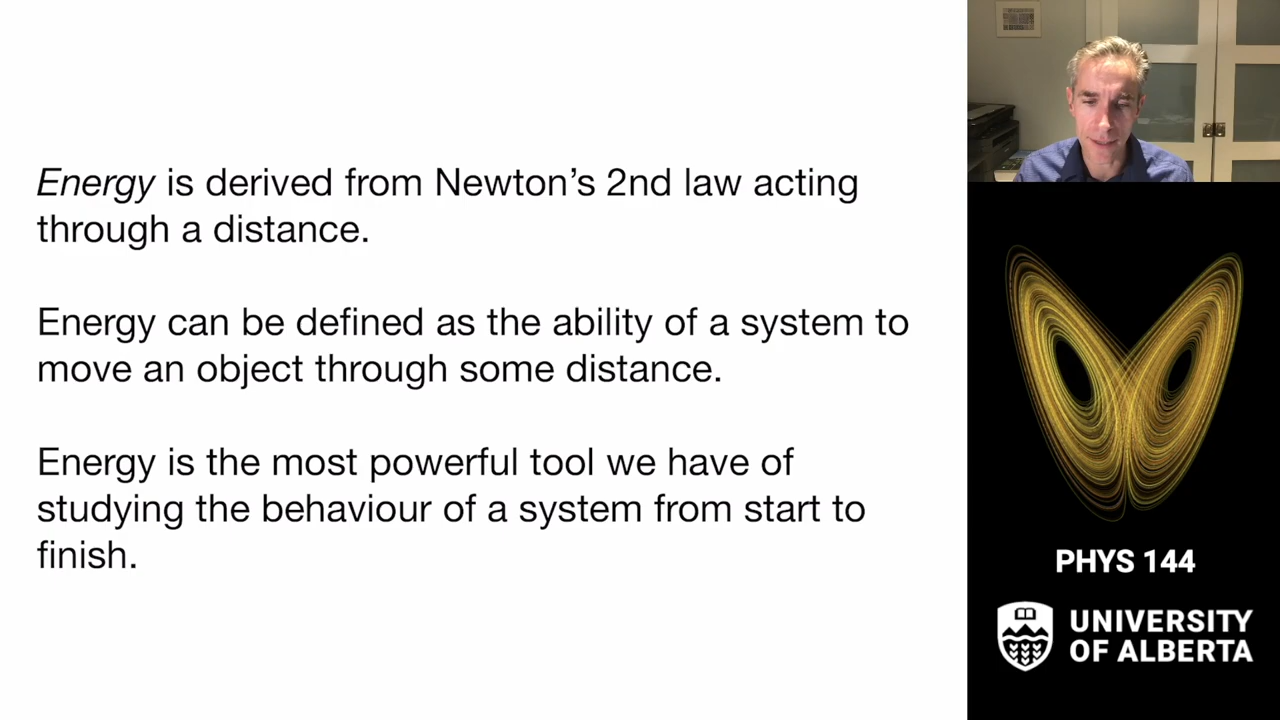 Energy is derived from Newton’s 2nd law acting
through a distance.
Energy can be defined as the ability of a system to
move an object through some distance.
Energy is the most powerful tool we have of
studying the behaviour of a system from start to
finish.
PHYS 144
UNIVERSITY
OF ALBERTA